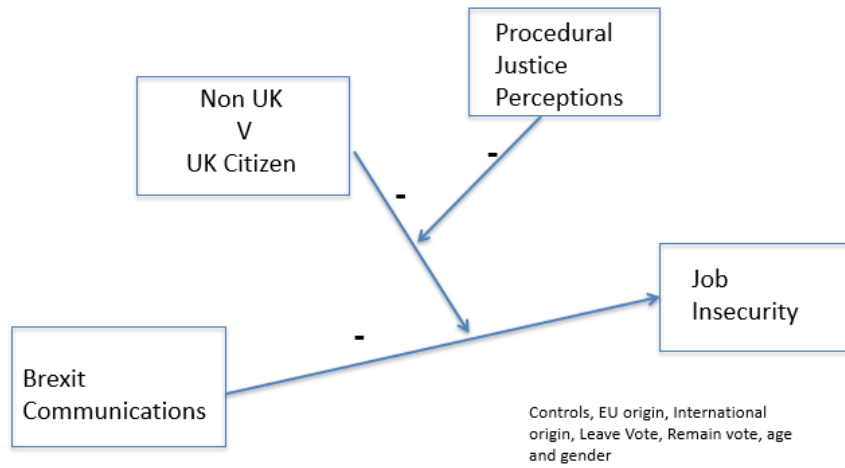 Procedural
Justice
Perceptions
Non UK
V
UK Citizen
-
-
Job
Insecurity
-
Brexit
Communications
Controls, EU origin, International
origin, Leave Vote, Remain vote, age
and gender